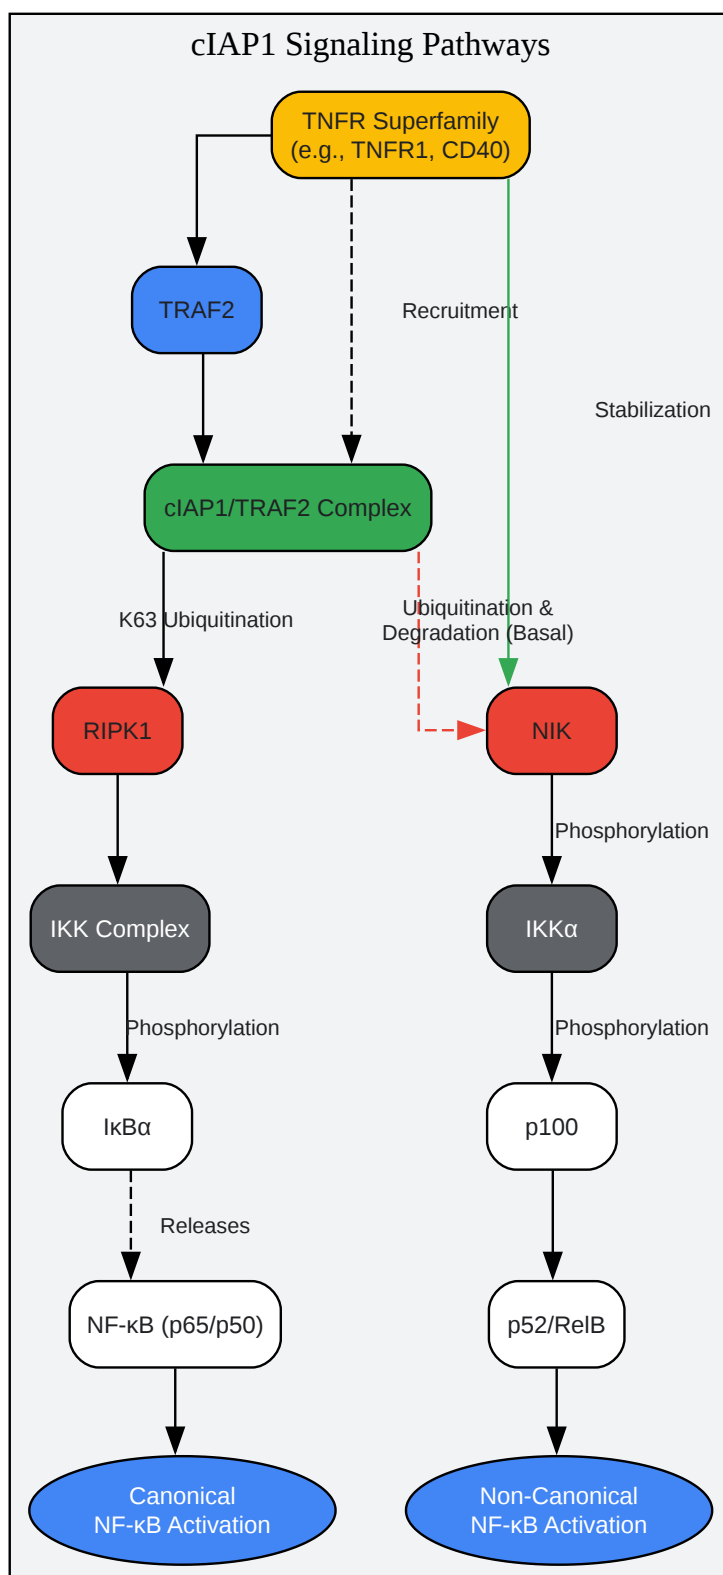 cIAP1 Signaling Pathways
TNFR Superfamily
(e.g., TNFR1, CD40)
TRAF2
Recruitment
Stabilization
cIAP1/TRAF2 Complex
K63 Ubiquitination
Ubiquitination &
Degradation (Basal)
RIPK1
NIK
Phosphorylation
IKK Complex
IKKα
Phosphorylation
Phosphorylation
IκBα
p100
Releases
NF-κB (p65/p50)
p52/RelB
Canonical
NF-κB Activation
Non-Canonical
NF-κB Activation